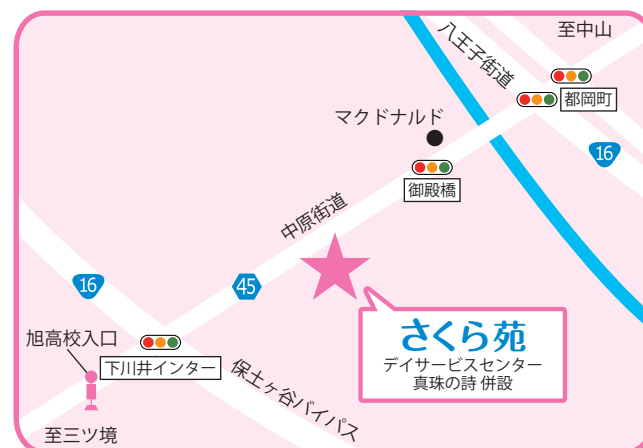 至中山
八王子街道
都岡町
マクドナルド
16
御殿橋
中原街道
45
16
さくら苑
デイサービスセンター
真珠の詩 併設
旭高校入口
下川井インター
保土ヶ谷バイパス
至三ツ境